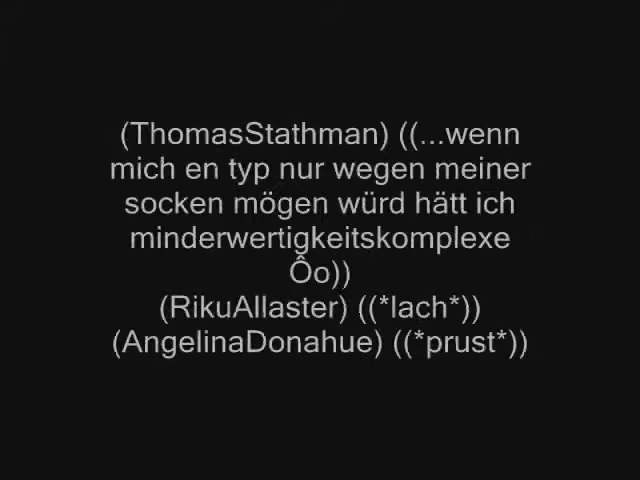 (ThomasStathman) ((...wenn
mich en typ nur wegen meiner
socken mögen würd hätt ich
minderwertigkeitskomplexe
Ôo))
(RikuAllaster) ((*lach*))
(AngelinaDonahue) ((*prust*))